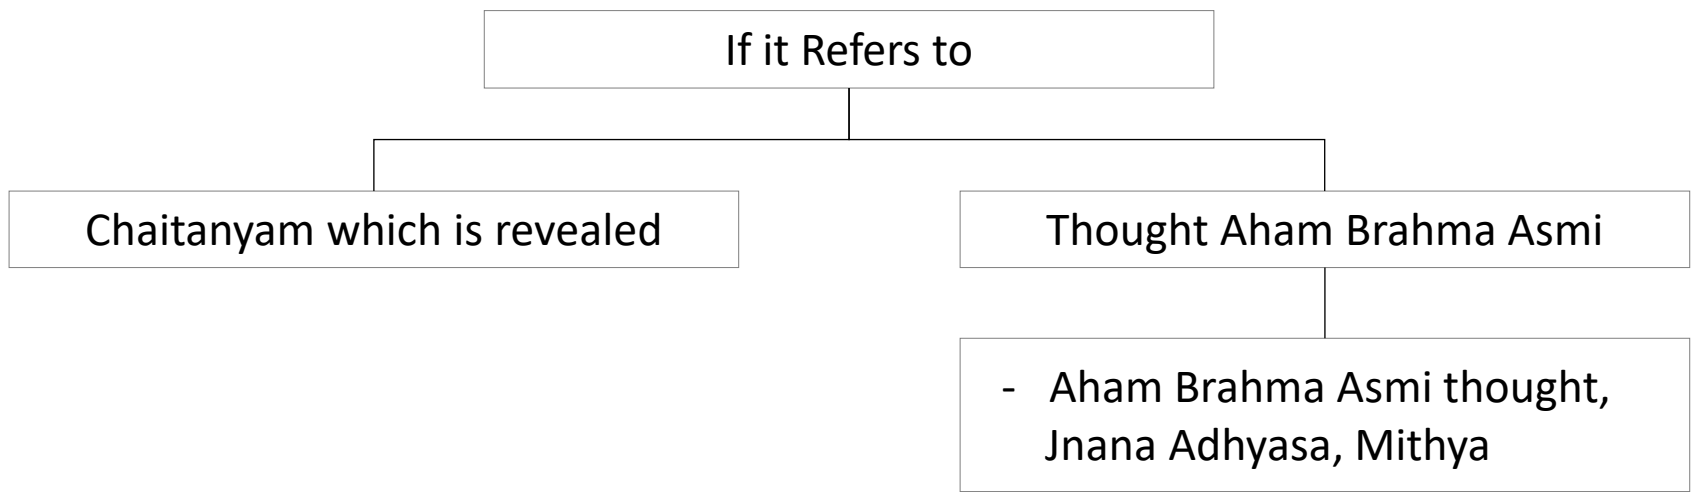 If it Refers to
Chaitanyam which is revealed
Thought Aham Brahma Asmi
- Aham Brahma Asmi thought,
Jnana Adhyasa, Mithya